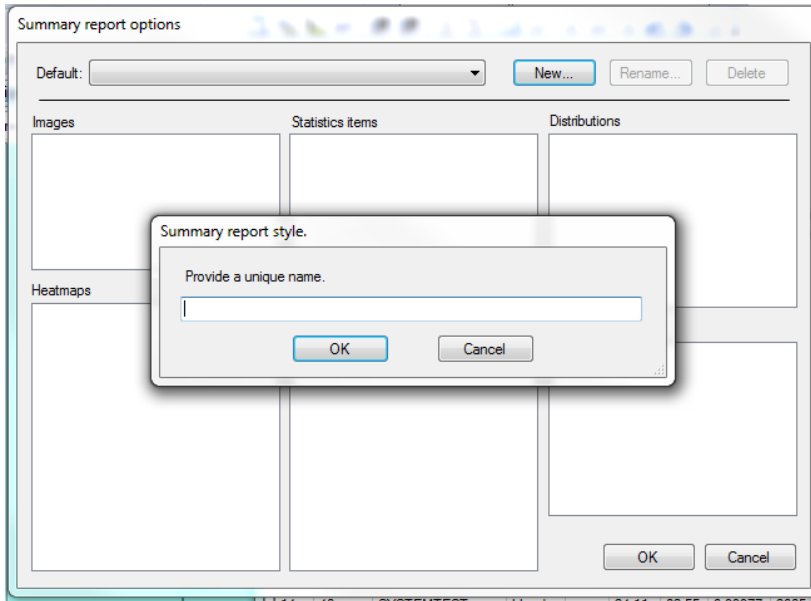 Summary report options
Default: New... Rename... Delete
Images Statistics items Distributions
Summary report style.
Provide a unique name.
Heatmaps
OK Cancel
OK Cancel